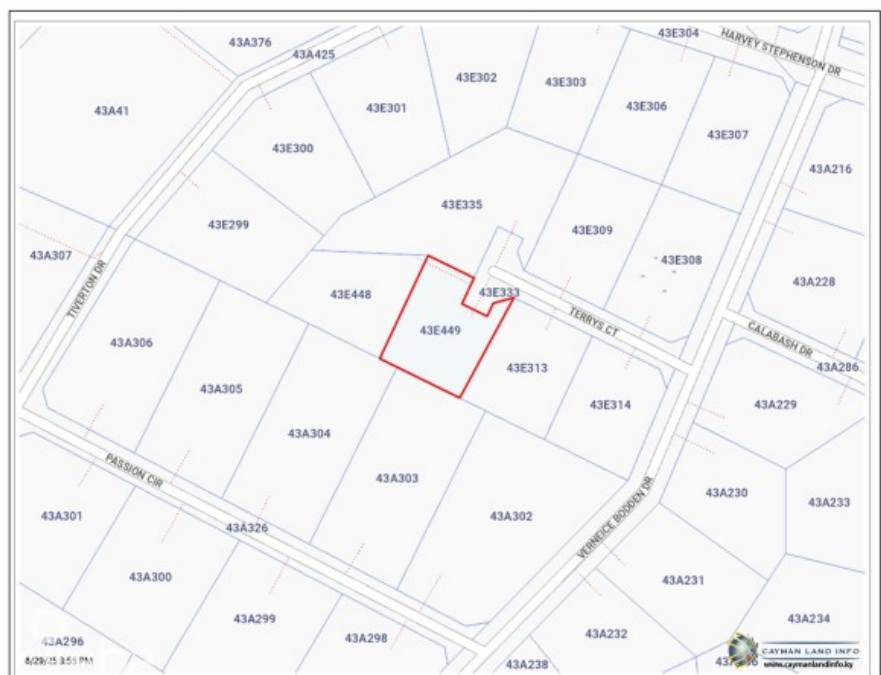 43A376
43E304
HARVEY STEPHENSON DR
43A425
43E302
43E303
43A41
43E301
43E306
43E307
43E300
43A216
43E335
43E299
43E309
43A307
43E308
43A228
TIVERTON DR
43E448
43E333
TERRYS CT
43E449
CALABASH DR
43A306
43E313
43A286
43A305
43E314
43A229
43A304
43A303
PASSION CIR
43A230
43A233
43A301
43A326
43A302
VERNEICE BODDEN DR
43A300
43A231
43A299
43A234
43A296
43A298
43A232
43A238
CAYMAN LAND INFO
www.caymanlandinfo.ky